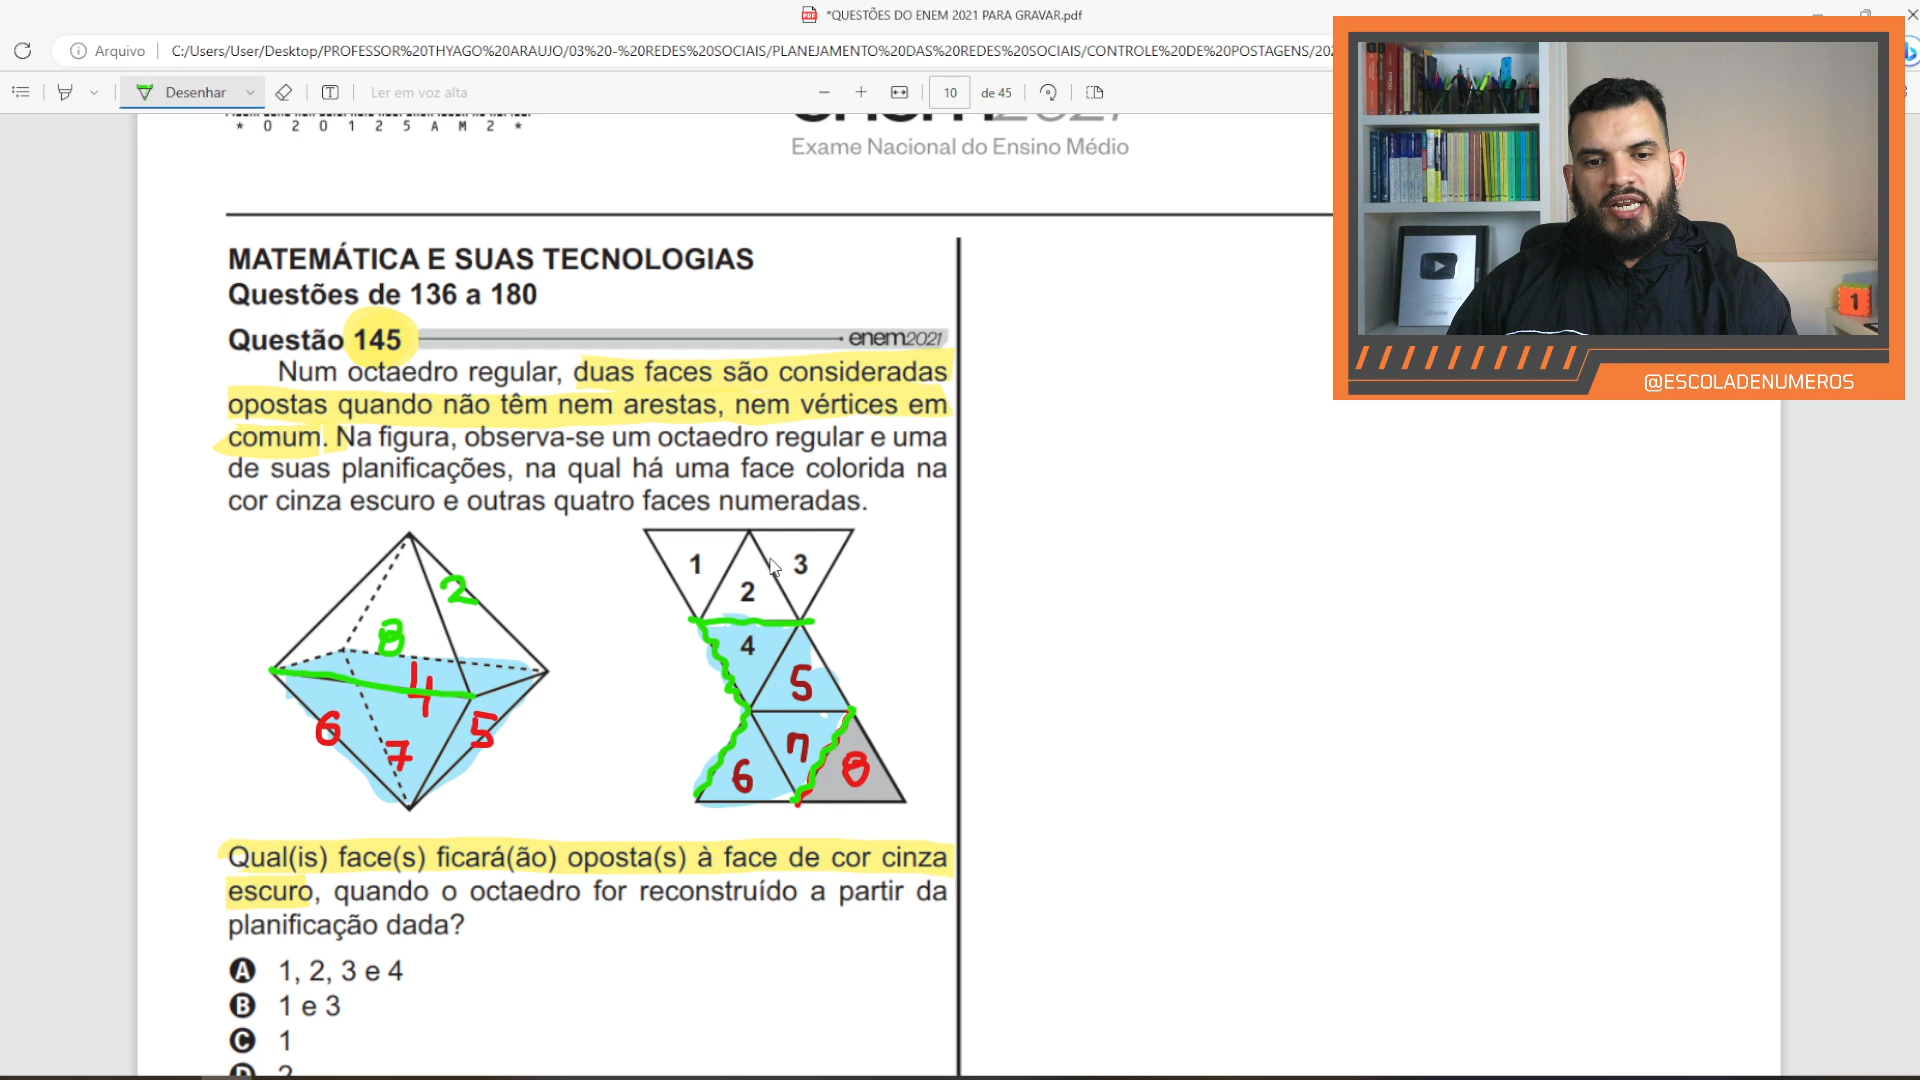 *QUESTÕES DO ENEM 2021 PARA GRAVAR.pdf
Arquivo
C:/Users/User/Desktop/PROFESSOR%20THYAGO%20ARAUJO/03%20-%20REDES%20SOCIAIS/PLANEJAMENTO%20DAS%20REDES%20SOCIAIS/CONTROLE%20DE%20POSTAGENS/202
Desenhar
Ler em voz alta
10 de 45
* 0 2 0 1 2 5 A M 2 *
enem2021
Exame Nacional do Ensino Médio
MATEMÁTICA E SUAS TECNOLOGIAS
Questões de 136 a 180
Questão 145
enem2021
Num octaedro regular, duas faces são consideradas
opostas quando não têm nem arestas, nem vértices em
comum. Na figura, observa-se um octaedro regular e uma
de suas planificações, na qual há uma face colorida na
cor cinza escuro e outras quatro faces numeradas.
2
8
4
6
7
5
1
3
2
4
5
7
6
8
Qual(is) face(s) ficará(ão) oposta(s) à face de cor cinza
escuro, quando o octaedro for reconstruído a partir da
planificação dada?
A 1, 2, 3 e 4
B 1 e 3
C 1
D 2
1
@ESCOLADENUMEROS